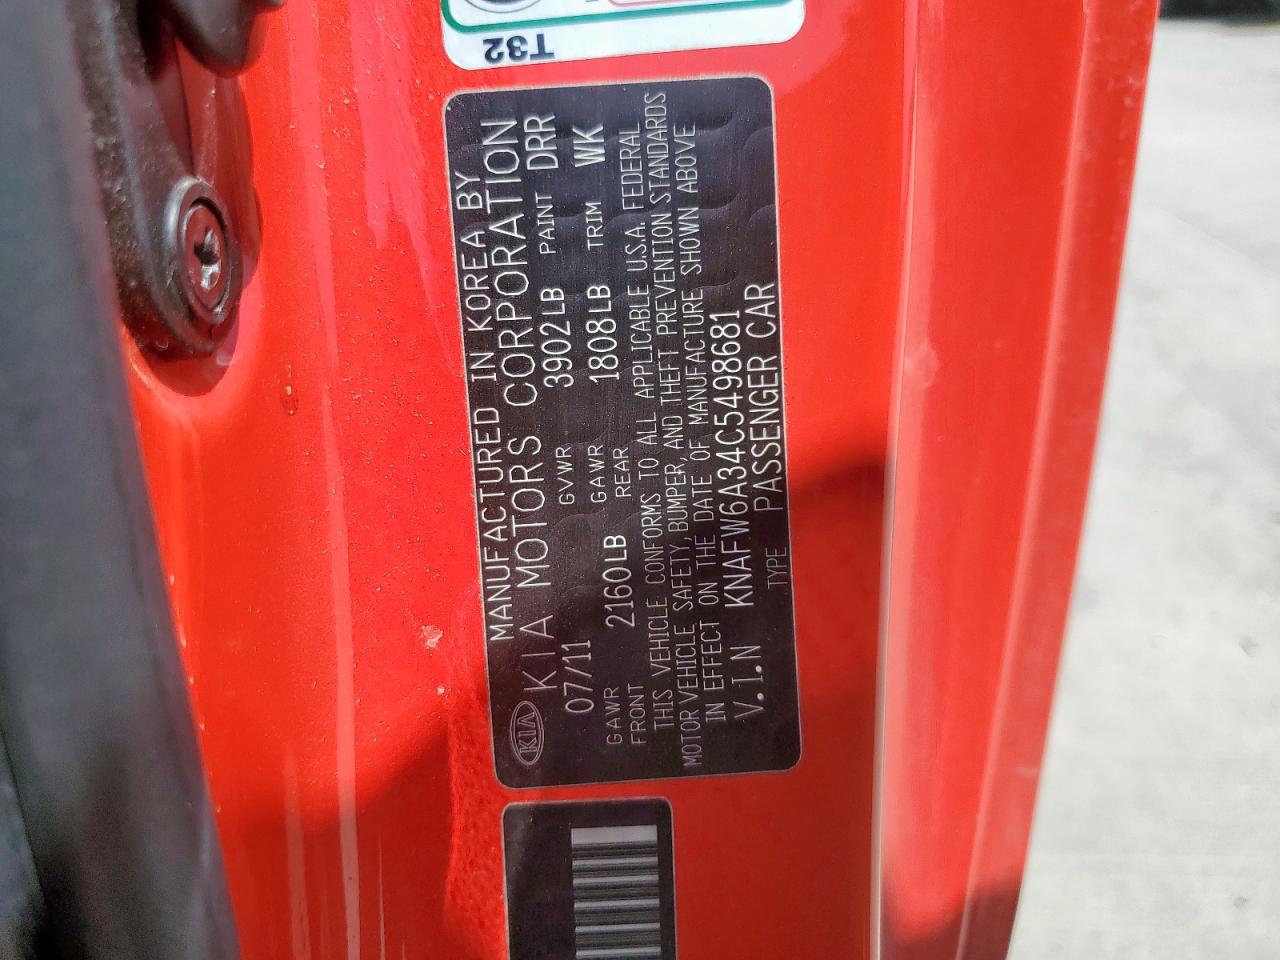 T32
MANUFACTURED IN KOREA BY
KIA KIA MOTORS CORPORATION
07/11 GVWR 3902LB PAINT DRR
GAWR FRONT 2160LB GAWR REAR 1808LB TRIM WK
THIS VEHICLE CONFORMS TO ALL APPLICABLE U.S.A. FEDERAL
MOTOR VEHICLE SAFETY, BUMPER, AND THEFT PREVENTION STANDARDS
IN EFFECT ON THE DATE OF MANUFACTURE SHOWN ABOVE
V.I.N KNAFW6A34C5498681
TYPE PASSENGER CAR